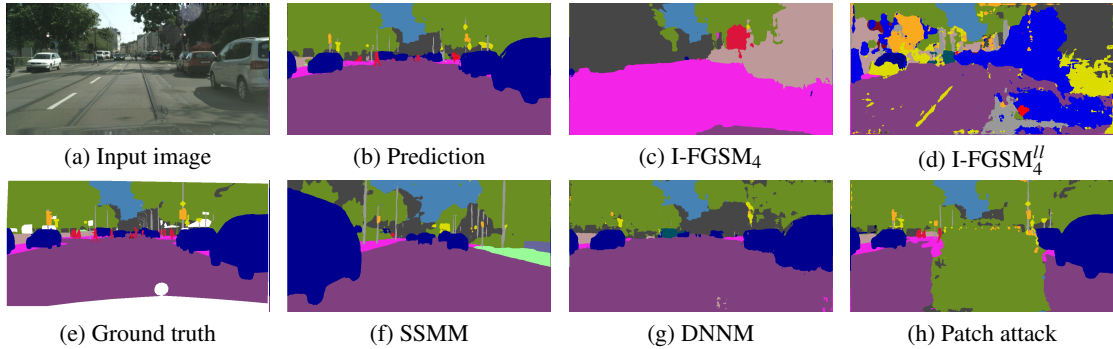 (a) Input image
(b) Prediction
(c) I-FGSM₄
(d) I-FGSM₄ˡˡ
(e) Ground truth
(f) SSMM
(g) DNNM
(h) Patch attack